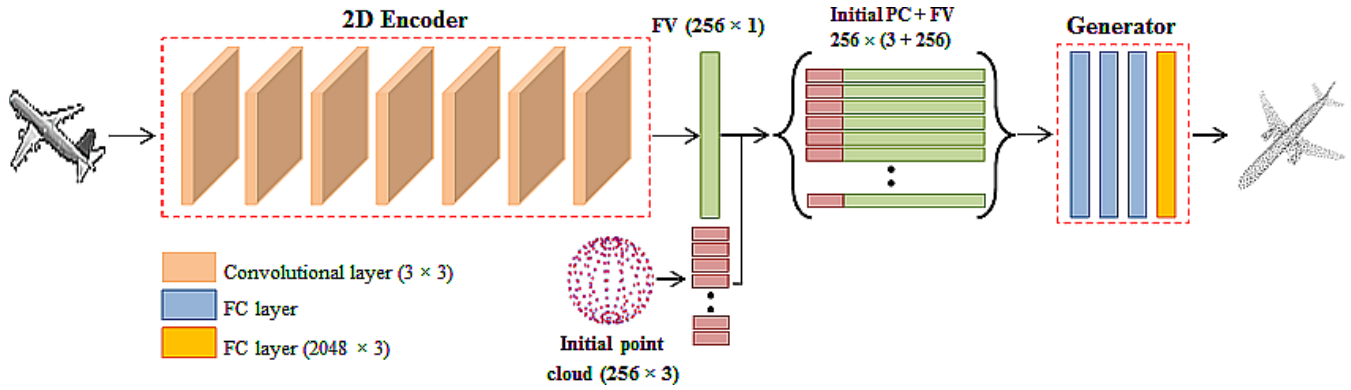 2D Encoder
FV (256 × 1)
Initial PC + FV
256 × (3 + 256)
Generator
Convolutional layer (3 × 3)
FC layer
FC layer (2048 × 3)
Initial point
cloud (256 × 3)